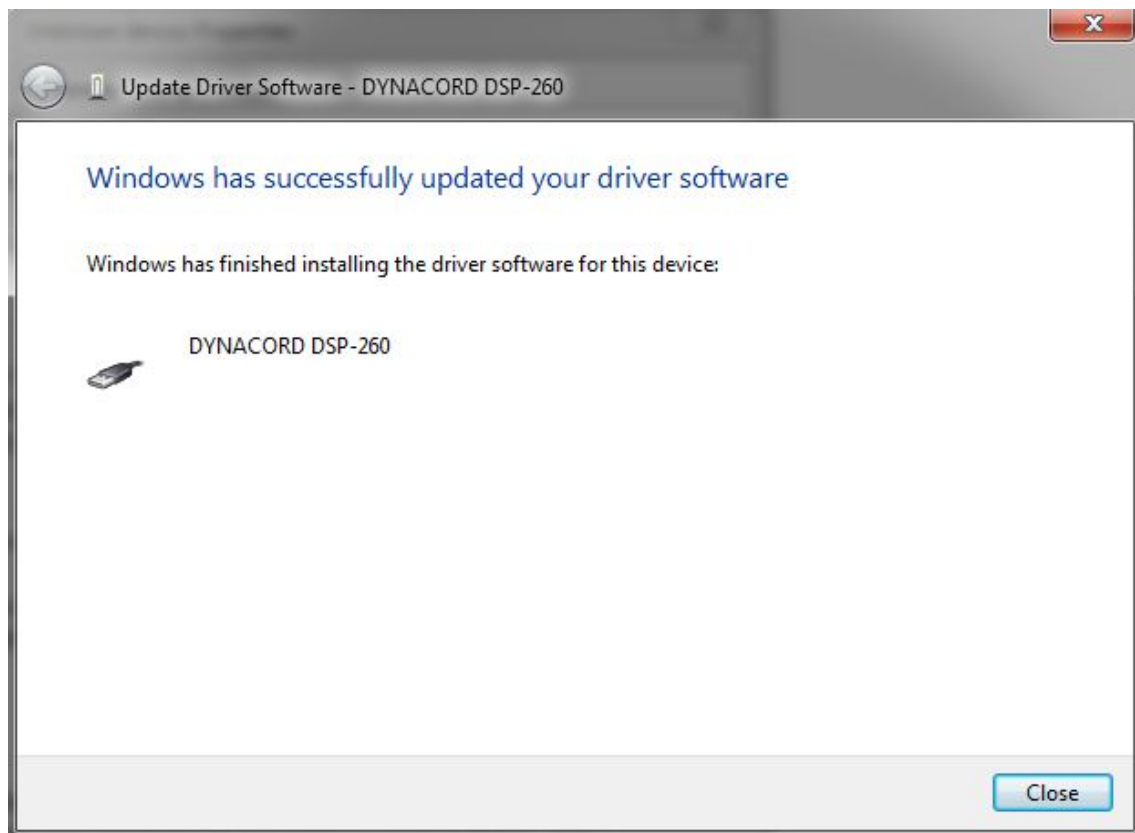 Update Driver Software - DYNACORD DSP-260
Windows has successfully updated your driver software
Windows has finished installing the driver software for this device:
DYNACORD DSP-260
Close